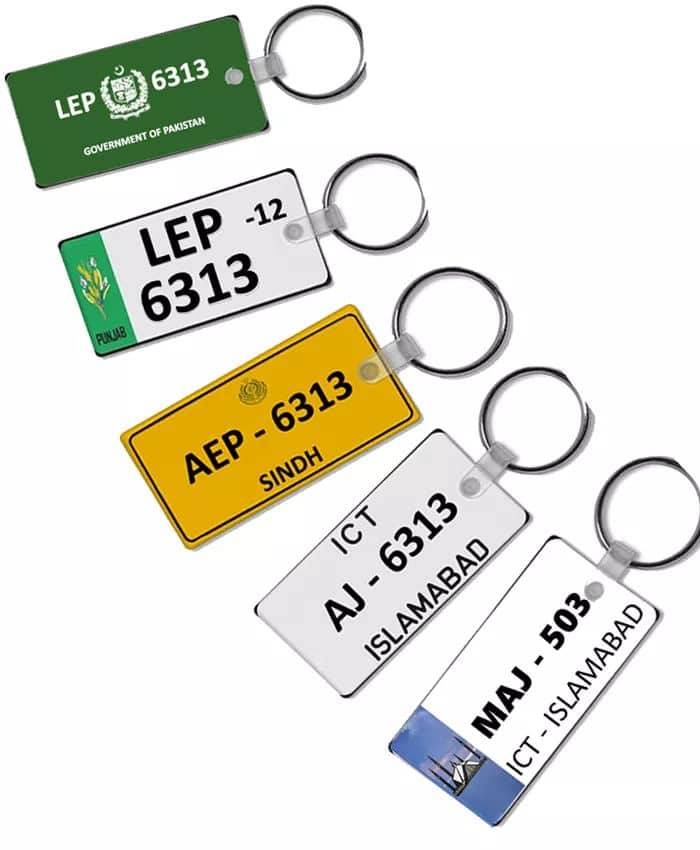 LEP 6313
GOVERNMENT OF PAKISTAN
LEP -12
6313
PUNJAB
AEP - 6313
SINDH
ICT
AJ - 6313
ISLAMABAD
MAJ - 503
ICT - ISLAMABAD